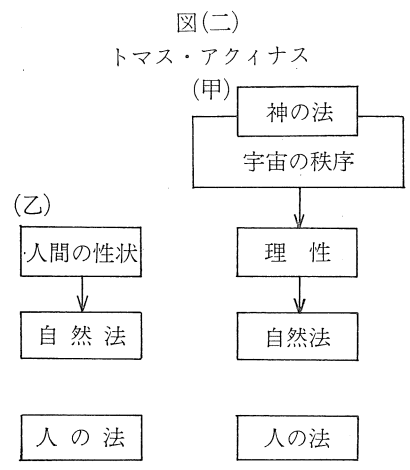 図(二)
トマス・アクィナス
(甲)
神の法
宇宙の秩序
理性
自然法
人の法
(乙)
人間の性状
自然法
人の法